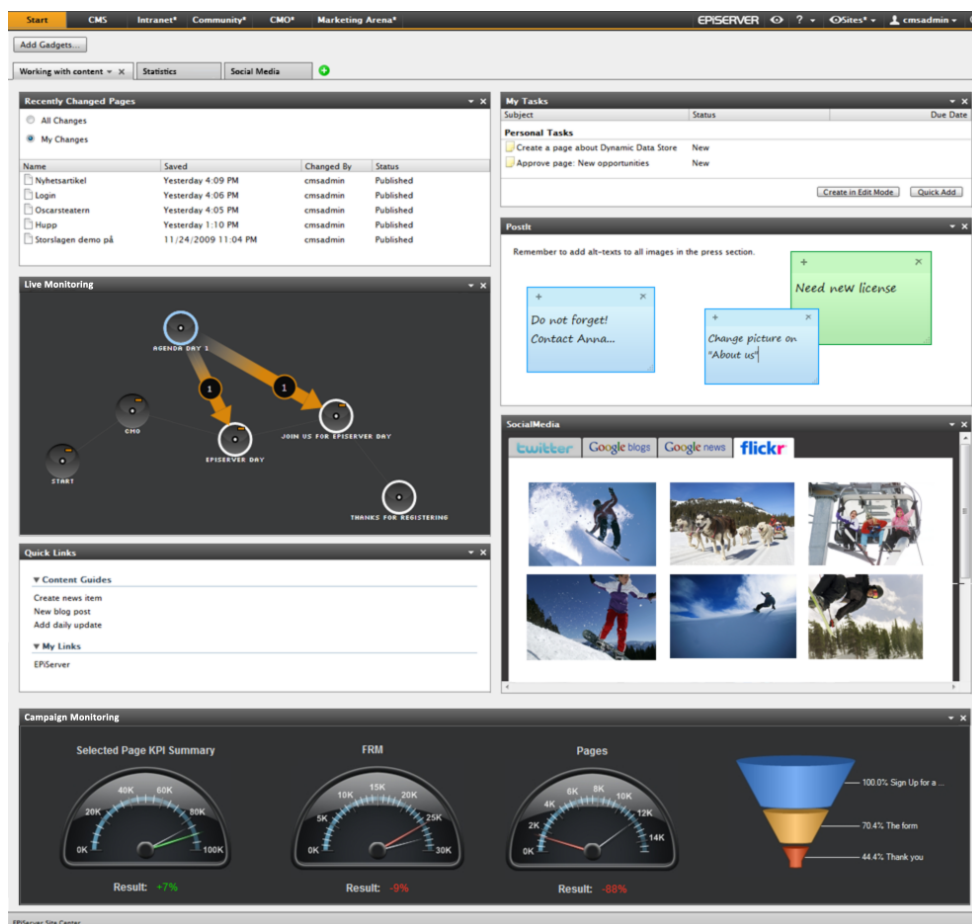 Start CMS Intranet* Community* CMO* Marketing Arena* EPISERVER ? Sites* cmsadmin
Add Gadgets...
Working with content Statistics Social Media
Recently Changed Pages
All Changes
My Changes
Name Saved Changed By Status
Nyhetsartikel Yesterday 4:09 PM cmsadmin Published
Login Yesterday 4:06 PM cmsadmin Published
Oscarsteatern Yesterday 4:05 PM cmsadmin Published
Hupp Yesterday 1:10 PM cmsadmin Published
Storslagen demo på 11/24/2009 11:04 PM cmsadmin Published
My Tasks
Subject Status Due Date
Personal Tasks
Create a page about Dynamic Data Store New
Approve page: New opportunities New
Create in Edit Mode Quick Add
PostIt
Remember to add alt-texts to all images in the press section.
Do not forget!
Contact Anna...
Need new license
Change picture on
"About us"
Live Monitoring
AGENDA DAY 1
1
1
CMO
JOIN US FOR EPISERVER DAY
EPISERVER DAY
START
THANKS FOR REGISTERING
SocialMedia
twitter Google blogs Google news flickr
Quick Links
Content Guides
Create news item
New blog post
Add daily update
My Links
EPiServer
Campaign Monitoring
Selected Page KPI Summary
0K 20K 40K 60K 80K 100K
Result: +7%
FRM
0K 5K 10K 15K 20K 25K 30K
Result: -9%
Pages
0K 2K 4K 6K 8K 10K 12K 14K
Result: -88%
100.0% Sign Up for a ...
70.4% The form
44.4% Thank you
EPiServer Site Center